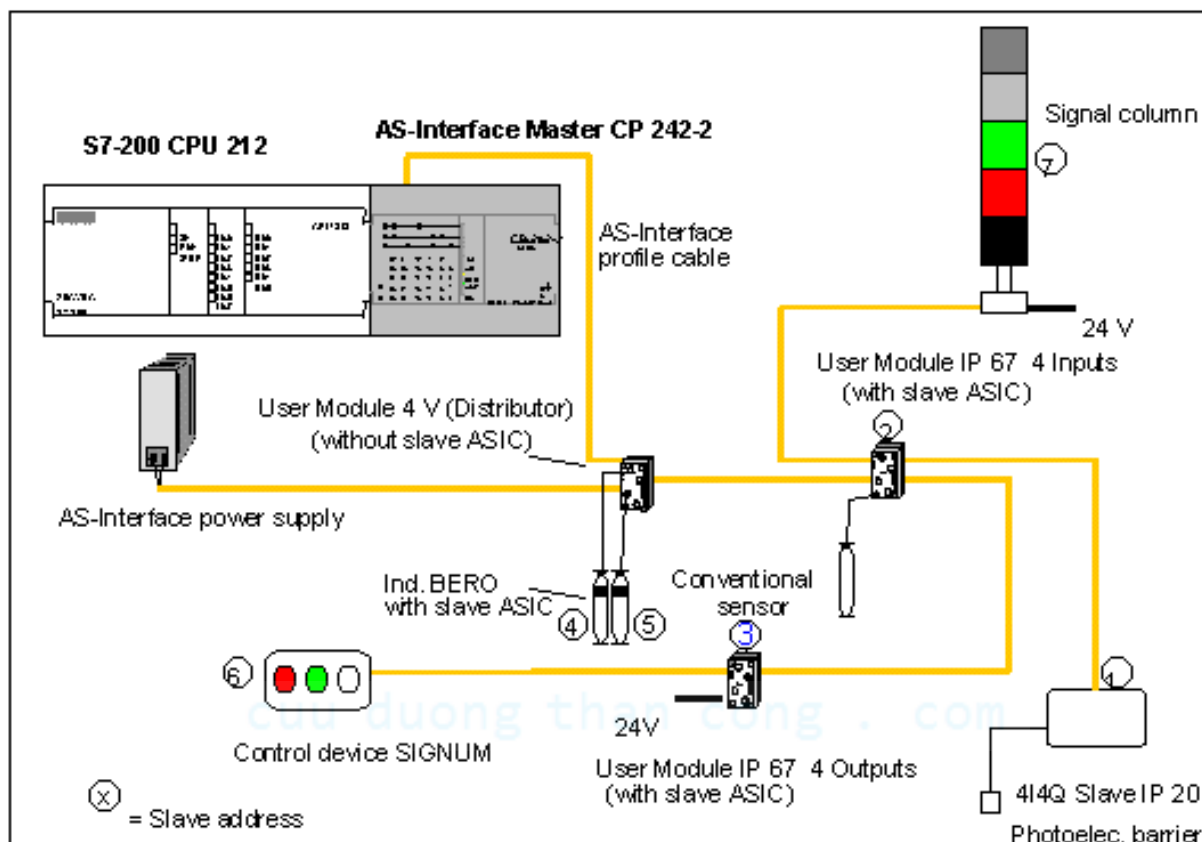 S7-200 CPU 212
AS-Interface Master CP 242-2
Signal column
7
AS-Interface
profile cable
24 V
User Module IP 67 4 Inputs
(with slave ASIC)
2
User Module 4 V (Distributor)
(without slave ASIC)
AS-Interface power supply
Ind. BERO
with slave ASIC
4
5
Conventional
sensor
3
6
1
24V
cuu duong than cong . com
Control device SIGNUM
User Module IP 67 4 Outputs
(with slave ASIC)
4I4Q Slave IP 20
Photoelec. barrier
x
= Slave address